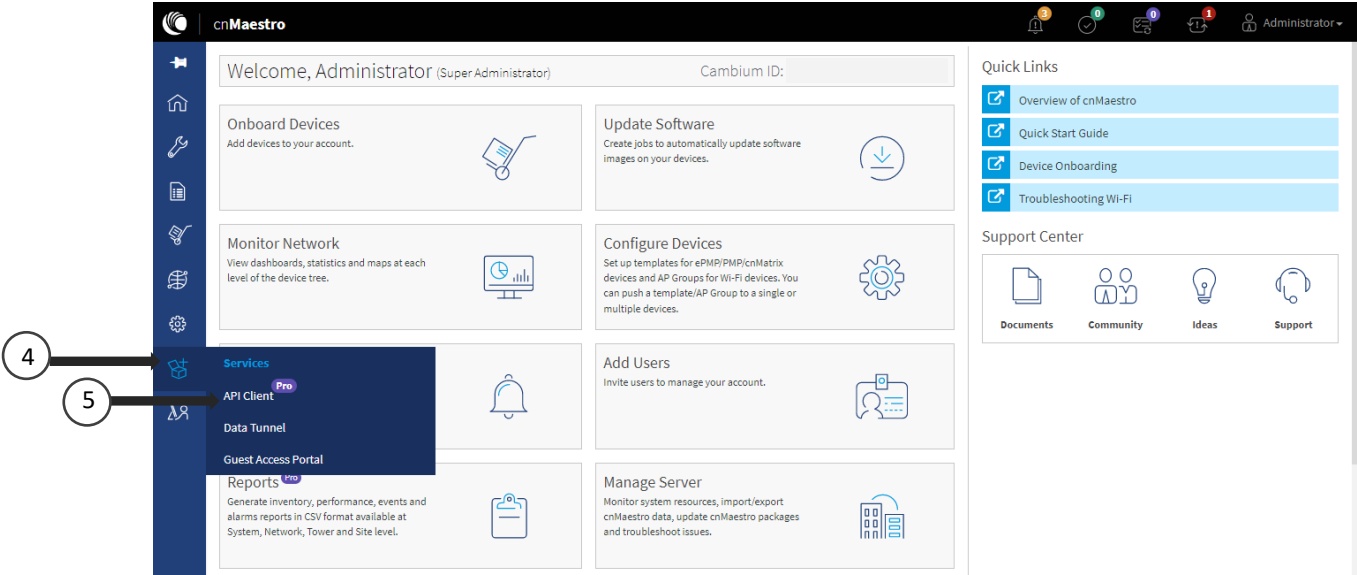 cnMaestro
3
0
0
1
Administrator
Welcome, Administrator (Super Administrator)
Cambium ID:
Onboard Devices
Add devices to your account.
Update Software
Create jobs to automatically update software
images on your devices.
Monitor Network
View dashboards, statistics and maps at each
level of the device tree.
Configure Devices
Set up templates for ePMP/PMP/cnMatrix
devices and AP Groups for Wi-Fi devices. You
can push a template/AP Group to a single or
multiple devices.
4
Services
5
API Client Pro
Data Tunnel
Guest Access Portal
Add Users
Invite users to manage your account.
Reports Pro
Generate inventory, performance, events and
alarms reports in CSV format available at
System, Network, Tower and Site level.
Manage Server
Monitor system resources, import/export
cnMaestro data, update cnMaestro packages
and troubleshoot issues.
Quick Links
Overview of cnMaestro
Quick Start Guide
Device Onboarding
Troubleshooting Wi-Fi
Support Center
Documents
Community
Ideas
Support